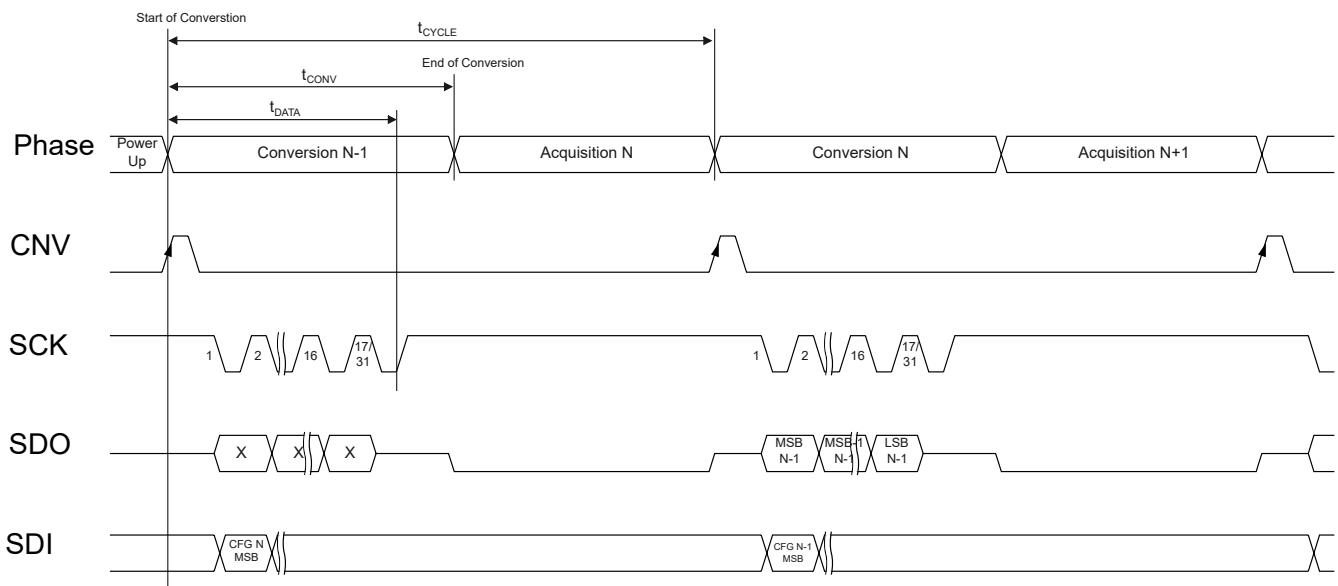 Start of Converstion
tCYCLE
End of Conversion
tCONV
tDATA
Phase
Power
Up
Conversion N-1
Acquisition N
Conversion N
Acquisition N+1
CNV
SCK
1
2
16
17/
31
1
2
16
17/
31
SDO
X
X
X
MSB
N-1
MSB-1
N-1
LSB
N-1
SDI
CFG N
MSB
CFG N-1
MSB